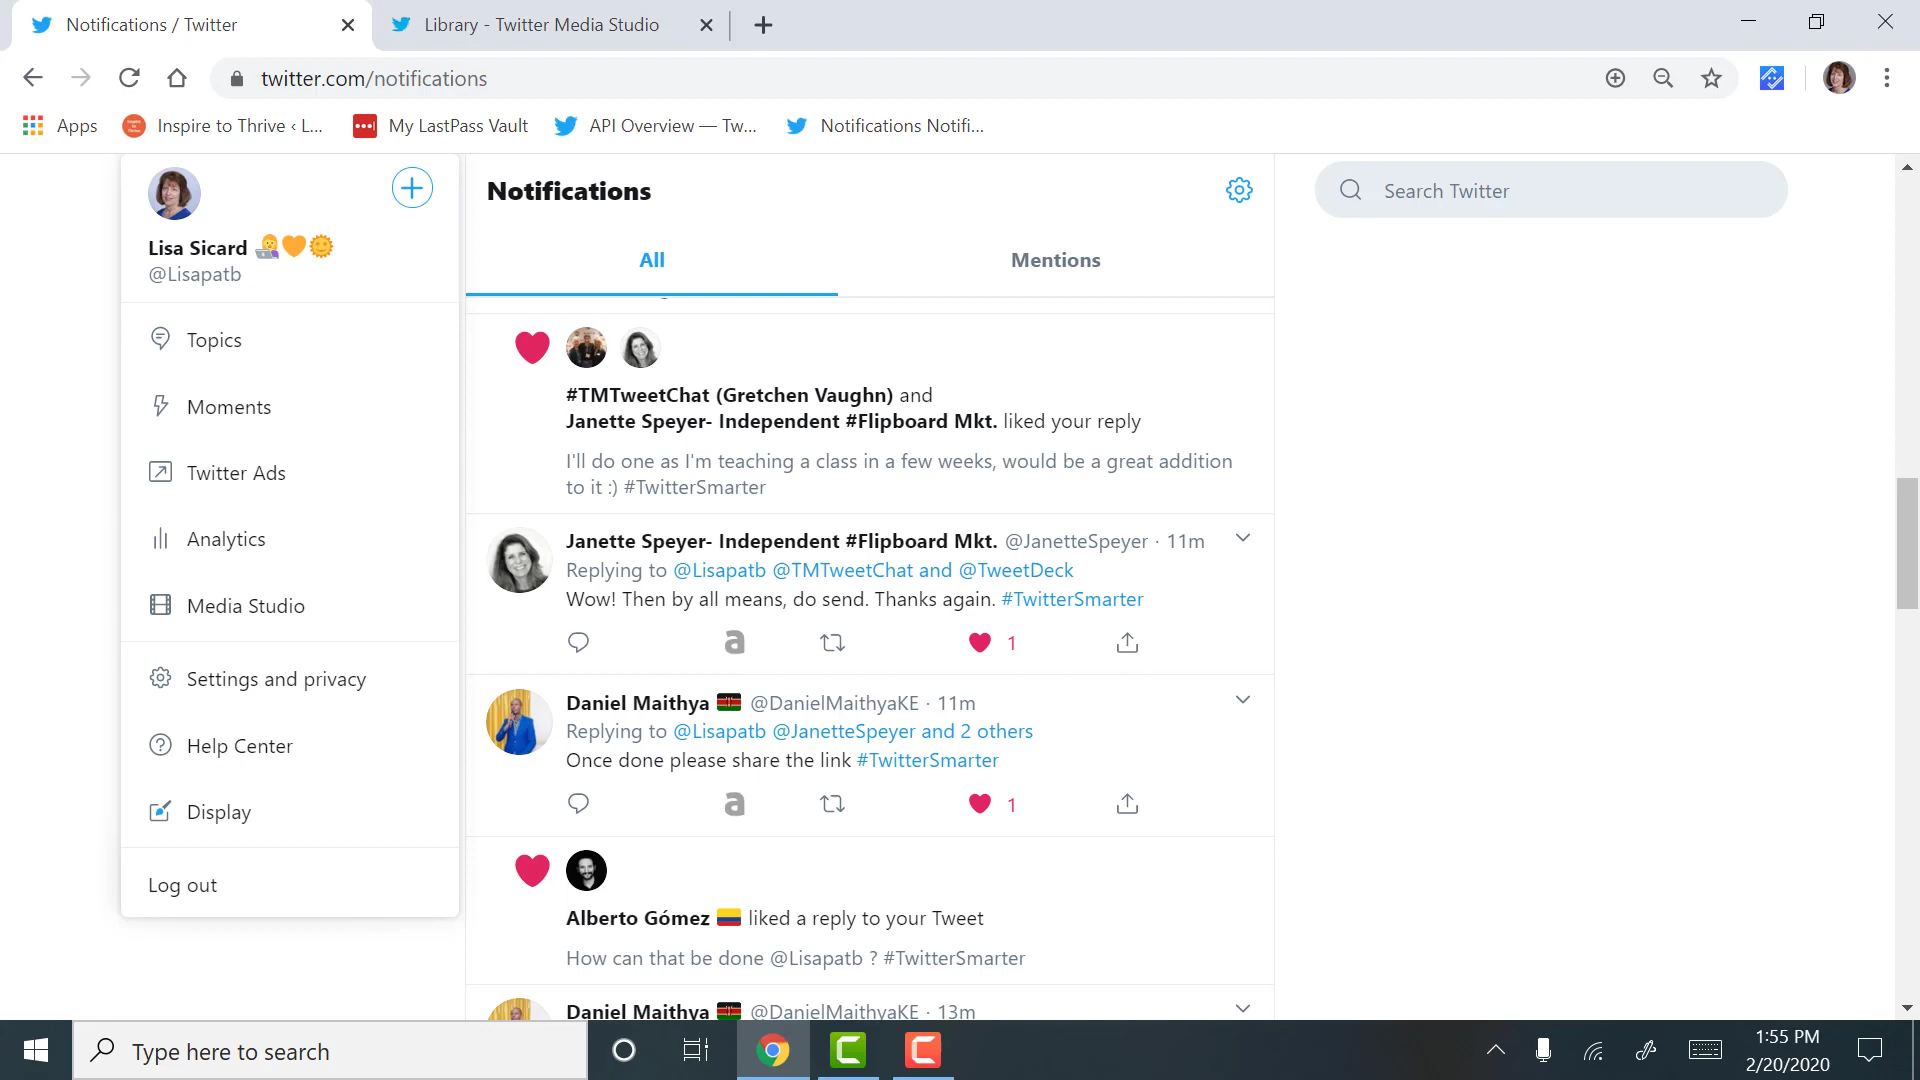 Notifications / Twitter
Library - Twitter Media Studio
twitter.com/notifications
Apps
Inspire to Thrive ‹ L...
My LastPass Vault
API Overview — Tw...
Notifications Notifi...
Lisa Sicard
@Lisapatb
Topics
Moments
Twitter Ads
Analytics
Media Studio
Settings and privacy
Help Center
Display
Log out
Notifications
All
Mentions
#TMTweetChat (Gretchen Vaughn) and
Janette Speyer- Independent #Flipboard Mkt. liked your reply
I'll do one as I'm teaching a class in a few weeks, would be a great addition
to it :) #TwitterSmarter
Janette Speyer- Independent #Flipboard Mkt. @JanetteSpeyer · 11m
Replying to @Lisapatb @TMTweetChat and @TweetDeck
Wow! Then by all means, do send. Thanks again. #TwitterSmarter
a
1
Daniel Maithya @DanielMaithyaKE · 11m
Replying to @Lisapatb @JanetteSpeyer and 2 others
Once done please share the link #TwitterSmarter
a
1
Alberto Gómez liked a reply to your Tweet
How can that be done @Lisapatb ? #TwitterSmarter
Daniel Maithya @DanielMaithyaKE · 13m
Search Twitter
Type here to search
1:55 PM
2/20/2020